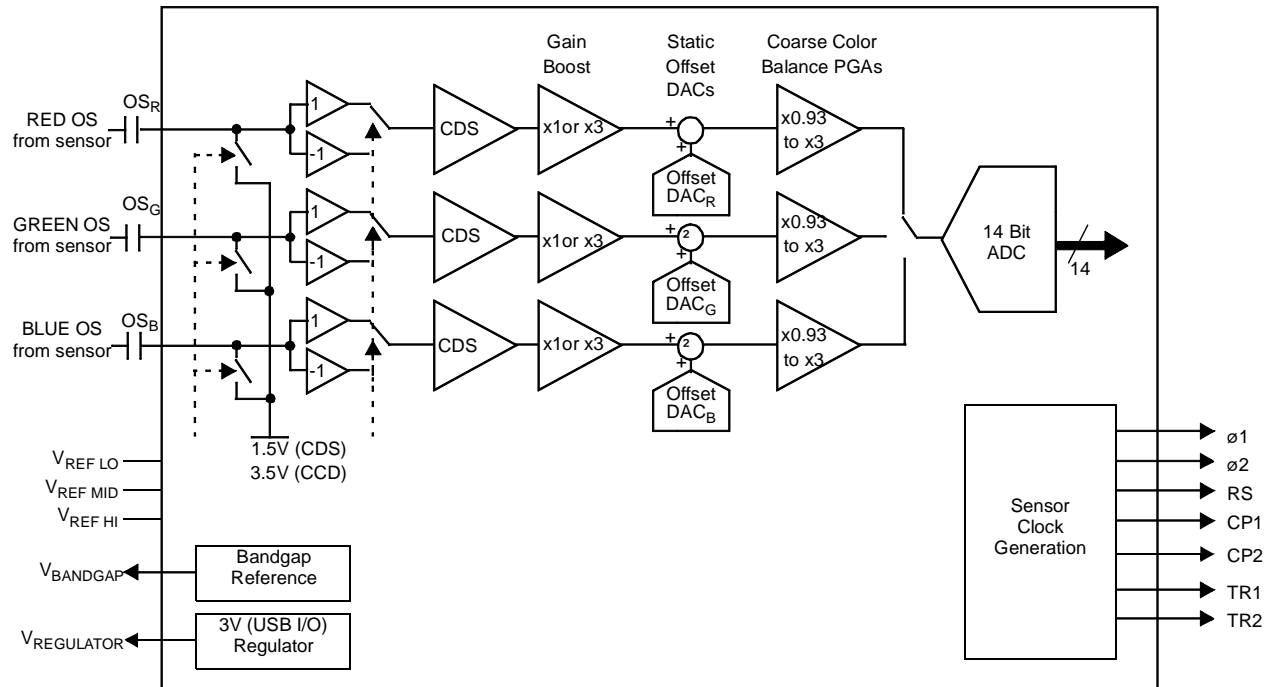 Gain
Boost
Static
Offset
DACs
Coarse Color
Balance PGAs
RED OS
from sensor
OSR
1
-1
CDS
x1or x3
+
+
Offset
DACR
x0.93
to x3
GREEN OS
from sensor
OSG
1
-1
CDS
x1or x3
+
2
+
Offset
DACG
x0.93
to x3
14 Bit
ADC
14
BLUE OS
from sensor
OSB
1
-1
CDS
x1or x3
+
2
+
Offset
DACB
x0.93
to x3
1.5V (CDS)
3.5V (CCD)
VREF LO
VREF MID
VREF HI
VBANDGAP
Bandgap
Reference
VREGULATOR
3V (USB I/O)
Regulator
Sensor
Clock
Generation
ø1
ø2
RS
CP1
CP2
TR1
TR2